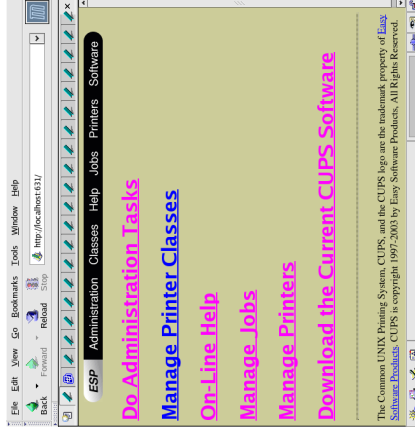 File Edit View Go Bookmarks Tools Window Help
Back Forward Reload Stop http://localhost:631/
ESP Administration Classes Help Jobs Printers Software
Do Administration Tasks
Manage Printer Classes
On-Line Help
Manage Jobs
Manage Printers
Download the Current CUPS Software
The Common UNIX Printing System, CUPS, and the CUPS logo are the trademark property of Easy
Software Products. CUPS is copyright 1997-2003 by Easy Software Products, All Rights Reserved.